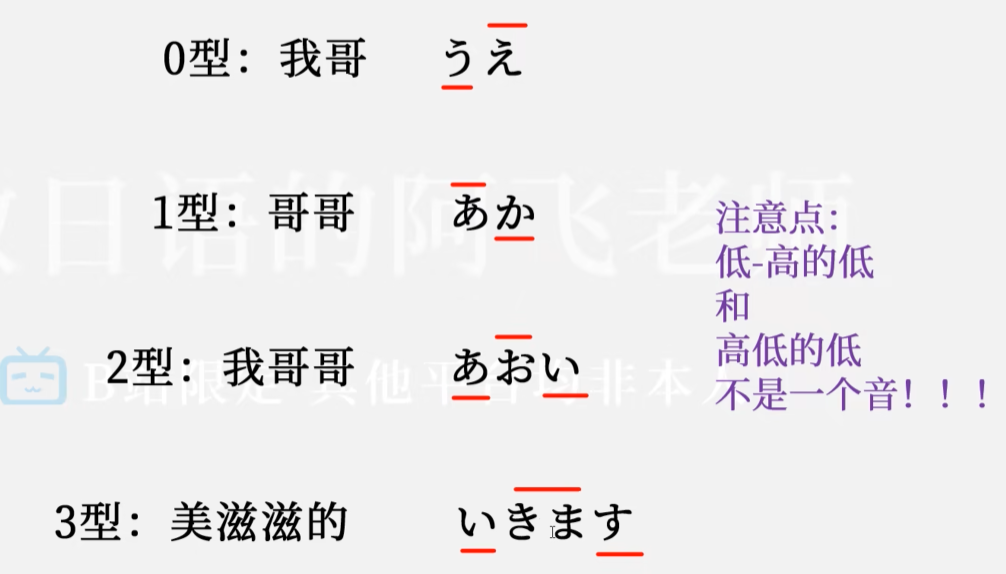 0型：我哥 うえ
1型：哥哥 あか
2型：我哥哥 あおい
3型：美滋滋的 いきます
注意点：
低-高的低
和
高低的低
不是一个音！！！
日语的阿飞老师
B站限定 其他平台均非本人